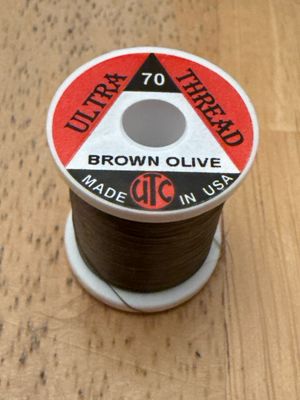 ULTRA THREAD
70
BROWN OLIVE
MADE IN USA
UTC